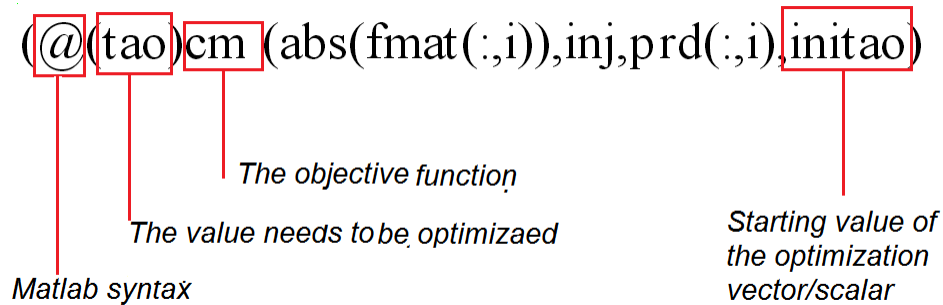 (@(tao)cm (abs(fmat(:,i)),inj,prd(:,i),initao)
The objective function
The value needs to be optimizaed
Matlab syntax
Starting value of
the optimization
vector/scalar